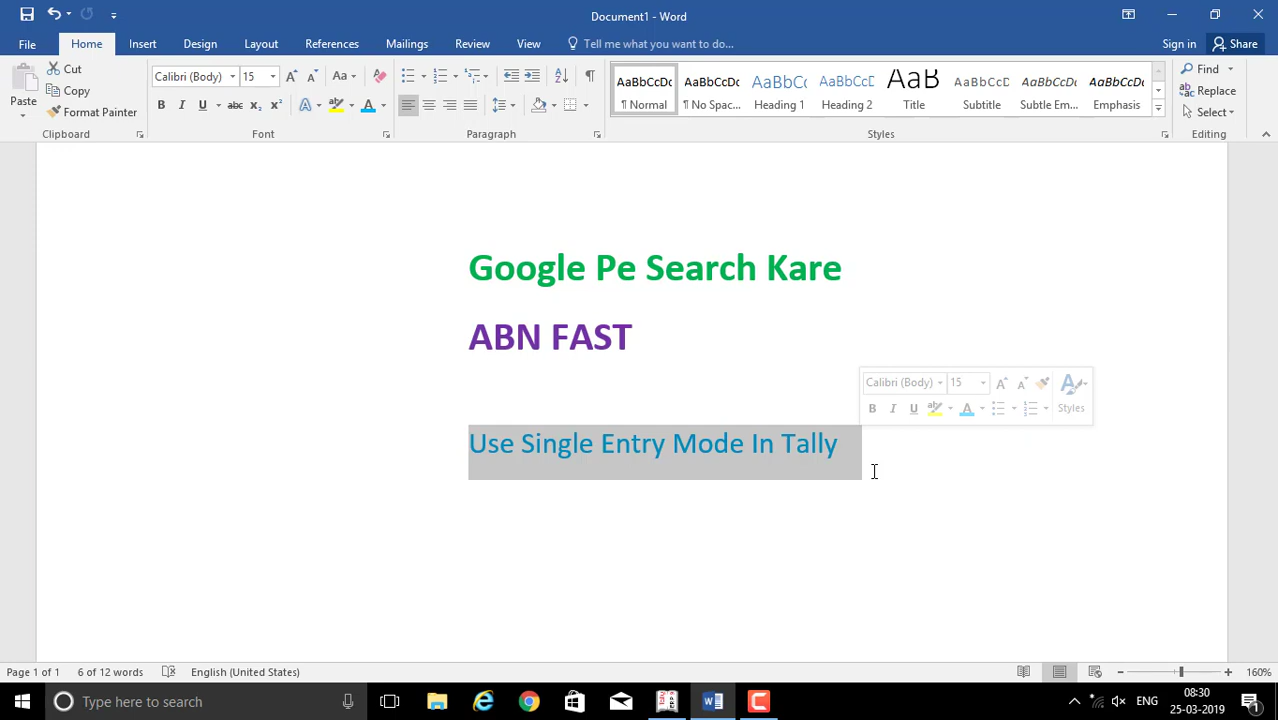 Document1 - Word
File Home Insert Design Layout References Mailings Review View Tell me what you want to do... Sign in Share
Paste
Cut
Copy
Format Painter
Clipboard
Calibri (Body) 15
Font
Paragraph
AaBbCcDc AaBbCcDc AaBbCc AaBbCcD AaB AaBbCcD AaBbCcDc AaBbCcDc
¶ Normal ¶ No Spac... Heading 1 Heading 2 Title Subtitle Subtle Em... Emphasis
Styles
Find
Replace
Select
Editing
Google Pe Search Kare
ABN FAST
Calibri (Body) 15
Styles
Use Single Entry Mode In Tally
Page 1 of 1 6 of 12 words English (United States) 160%
Type here to search
ENG
08:30
25-03-2019